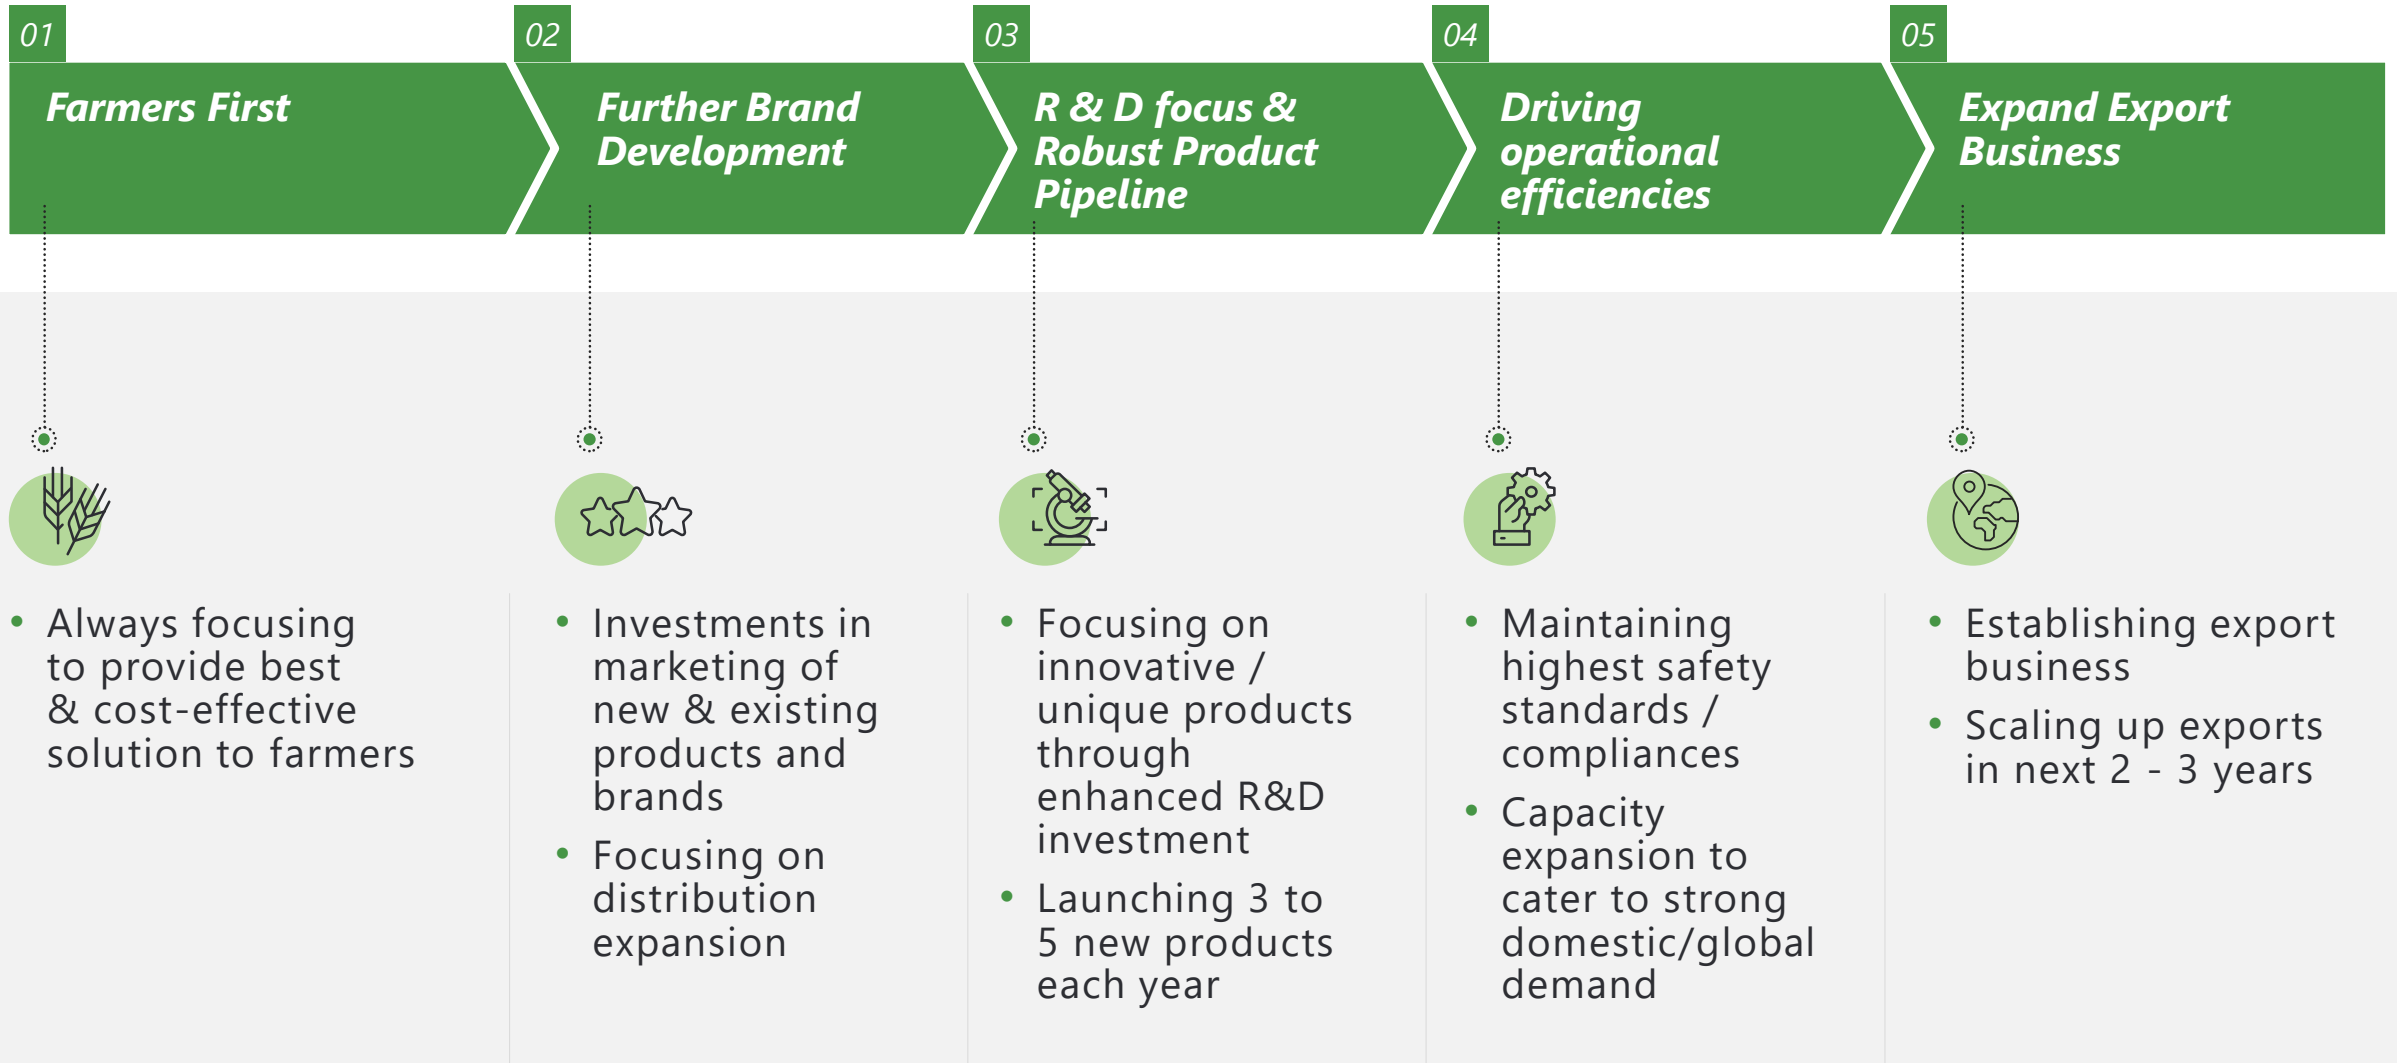 01
Farmers First
• Always focusing
to provide best
& cost-effective
solution to farmers
02
Further Brand
Development
• Investments in
marketing of
new & existing
products and
brands
• Focusing on
distribution
expansion
03
R & D focus &
Robust Product
Pipeline
• Focusing on
innovative /
unique products
through
enhanced R&D
investment
• Launching 3 to
5 new products
each year
04
Driving
operational
efficiencies
• Maintaining
highest safety
standards /
compliances
• Capacity
expansion to
cater to strong
domestic/global
demand
05
Expand Export
Business
• Establishing export
business
• Scaling up exports
in next 2 - 3 years